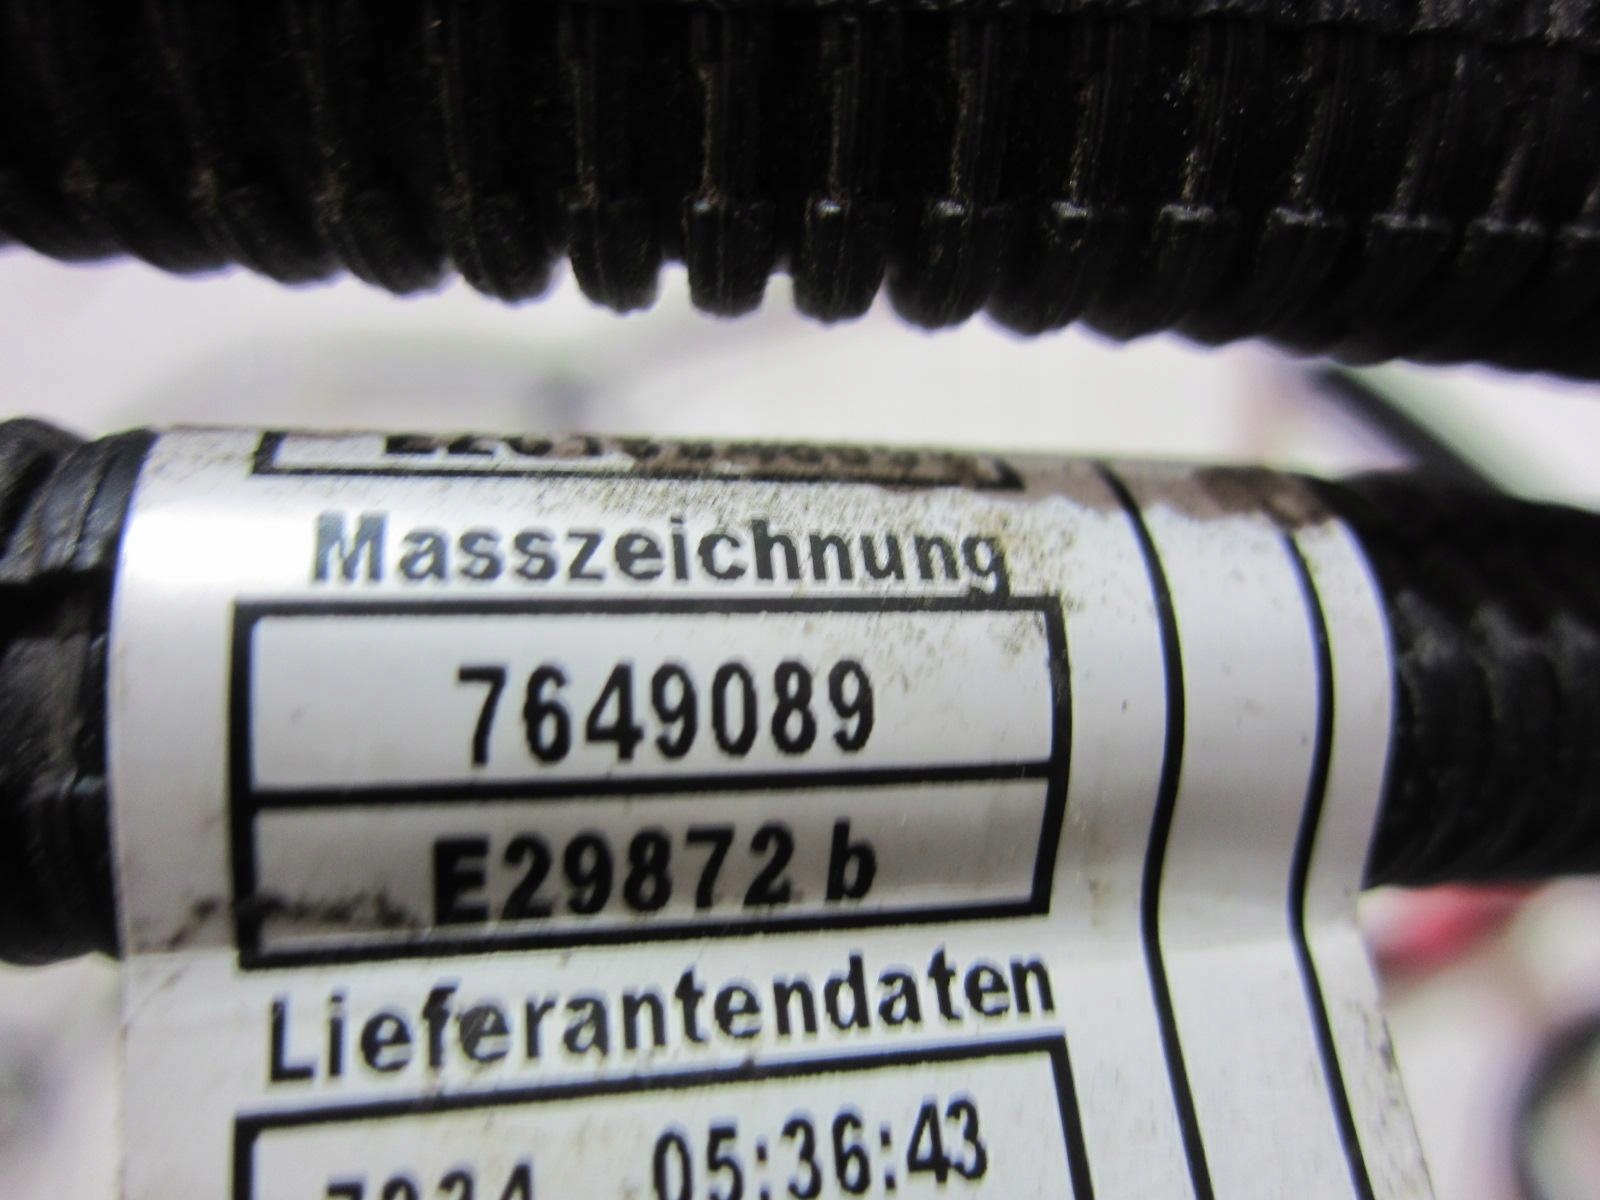 Masszeichnung
7649089
E29872 b
Lieferantendaten
05:36:43